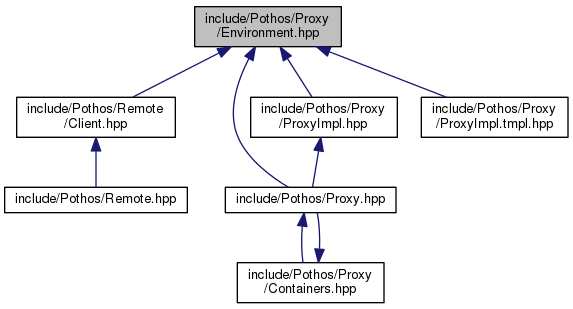 include/Pothos/Proxy
/Environment.hpp
include/Pothos/Remote
/Client.hpp
include/Pothos/Proxy
/ProxyImpl.hpp
include/Pothos/Proxy
/ProxyImpl.tmpl.hpp
include/Pothos/Remote.hpp
include/Pothos/Proxy.hpp
include/Pothos/Proxy
/Containers.hpp